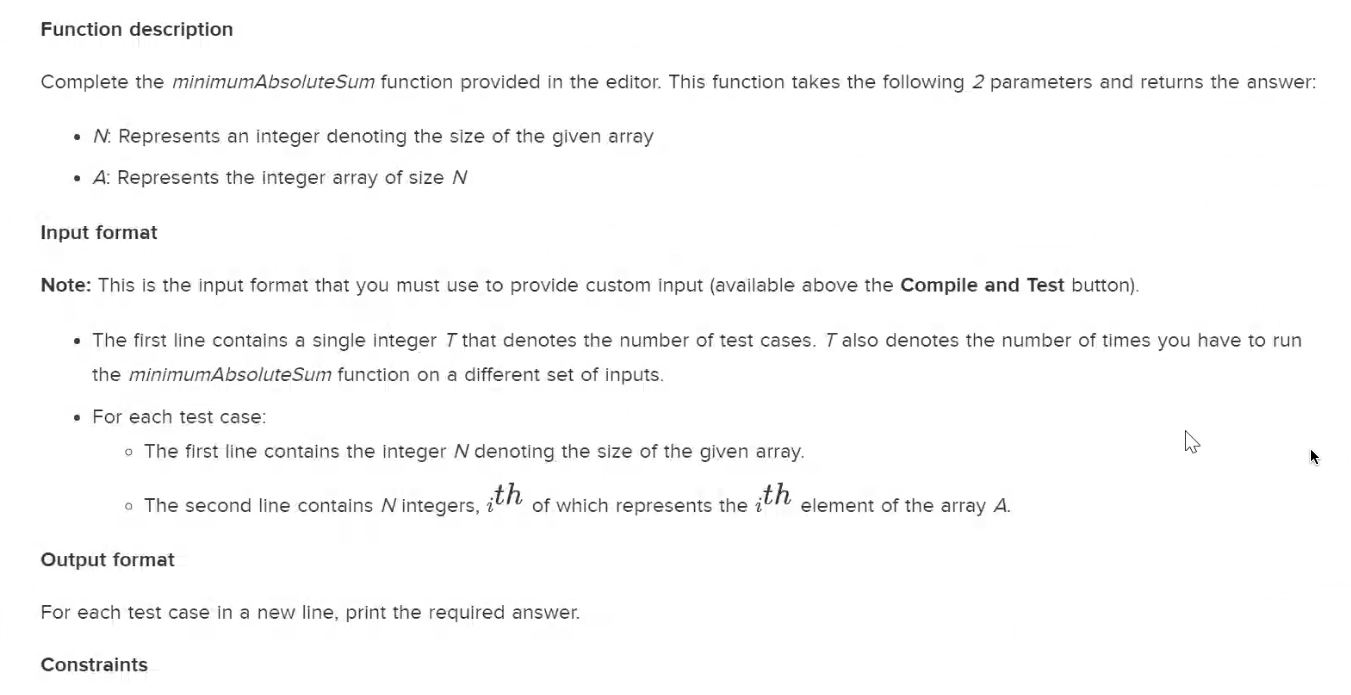 Function description
Complete the minimumAbsoluteSum function provided in the editor. This function takes the following 2 parameters and returns the answer:
• N: Represents an integer denoting the size of the given array
• A: Represents the integer array of size N
Input format
Note: This is the input format that you must use to provide custom input (available above the Compile and Test button).
• The first line contains a single integer T that denotes the number of test cases. T also denotes the number of times you have to run
the minimumAbsoluteSum function on a different set of inputs.
• For each test case:
◦ The first line contains the integer N denoting the size of the given array.
◦ The second line contains N integers, i^th of which represents the i^th element of the array A.
Output format
For each test case in a new line, print the required answer.
Constraints